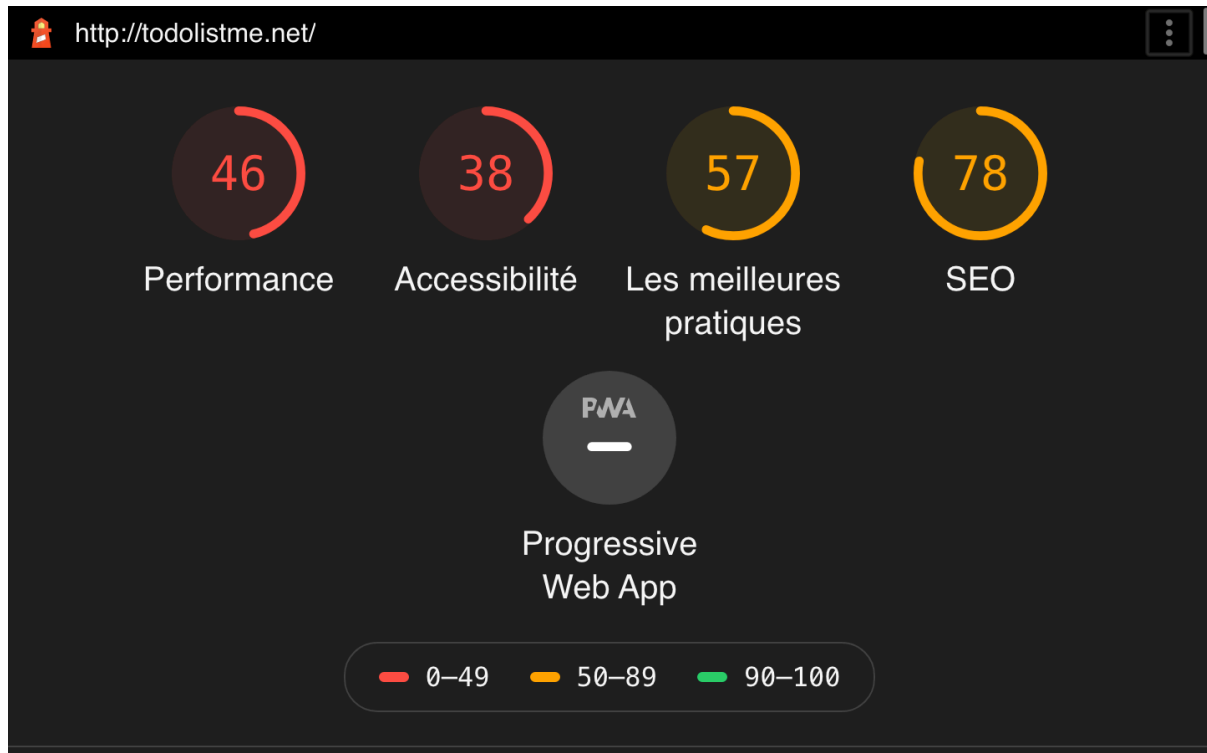 http://todolistme.net/
46 38 57 78
Performance Accessibilité Les meilleures SEO
pratiques
PWA
Progressive
Web App
0–49 50–89 90–100